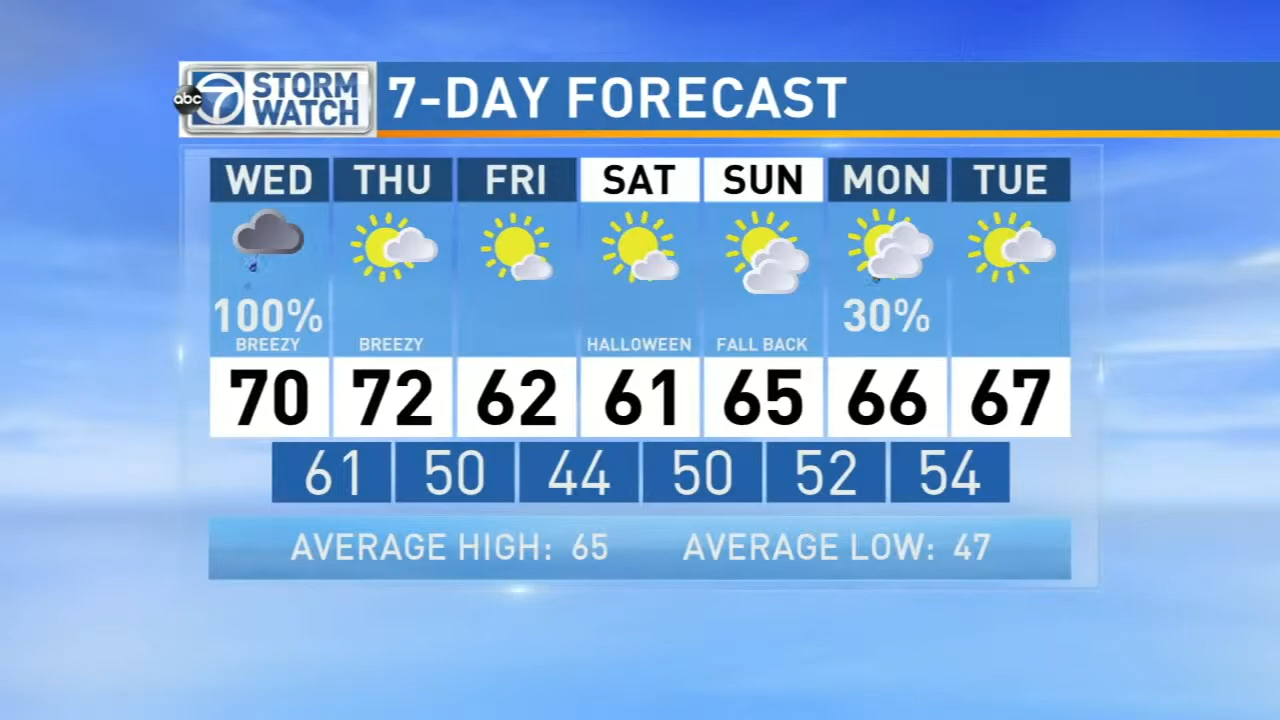 abc 7 STORM WATCH
7-DAY FORECAST
WED THU FRI SAT SUN MON TUE
100% 30%
BREEZY BREEZY HALLOWEEN FALL BACK
70 72 62 61 65 66 67
61 50 44 50 52 54
AVERAGE HIGH: 65 AVERAGE LOW: 47